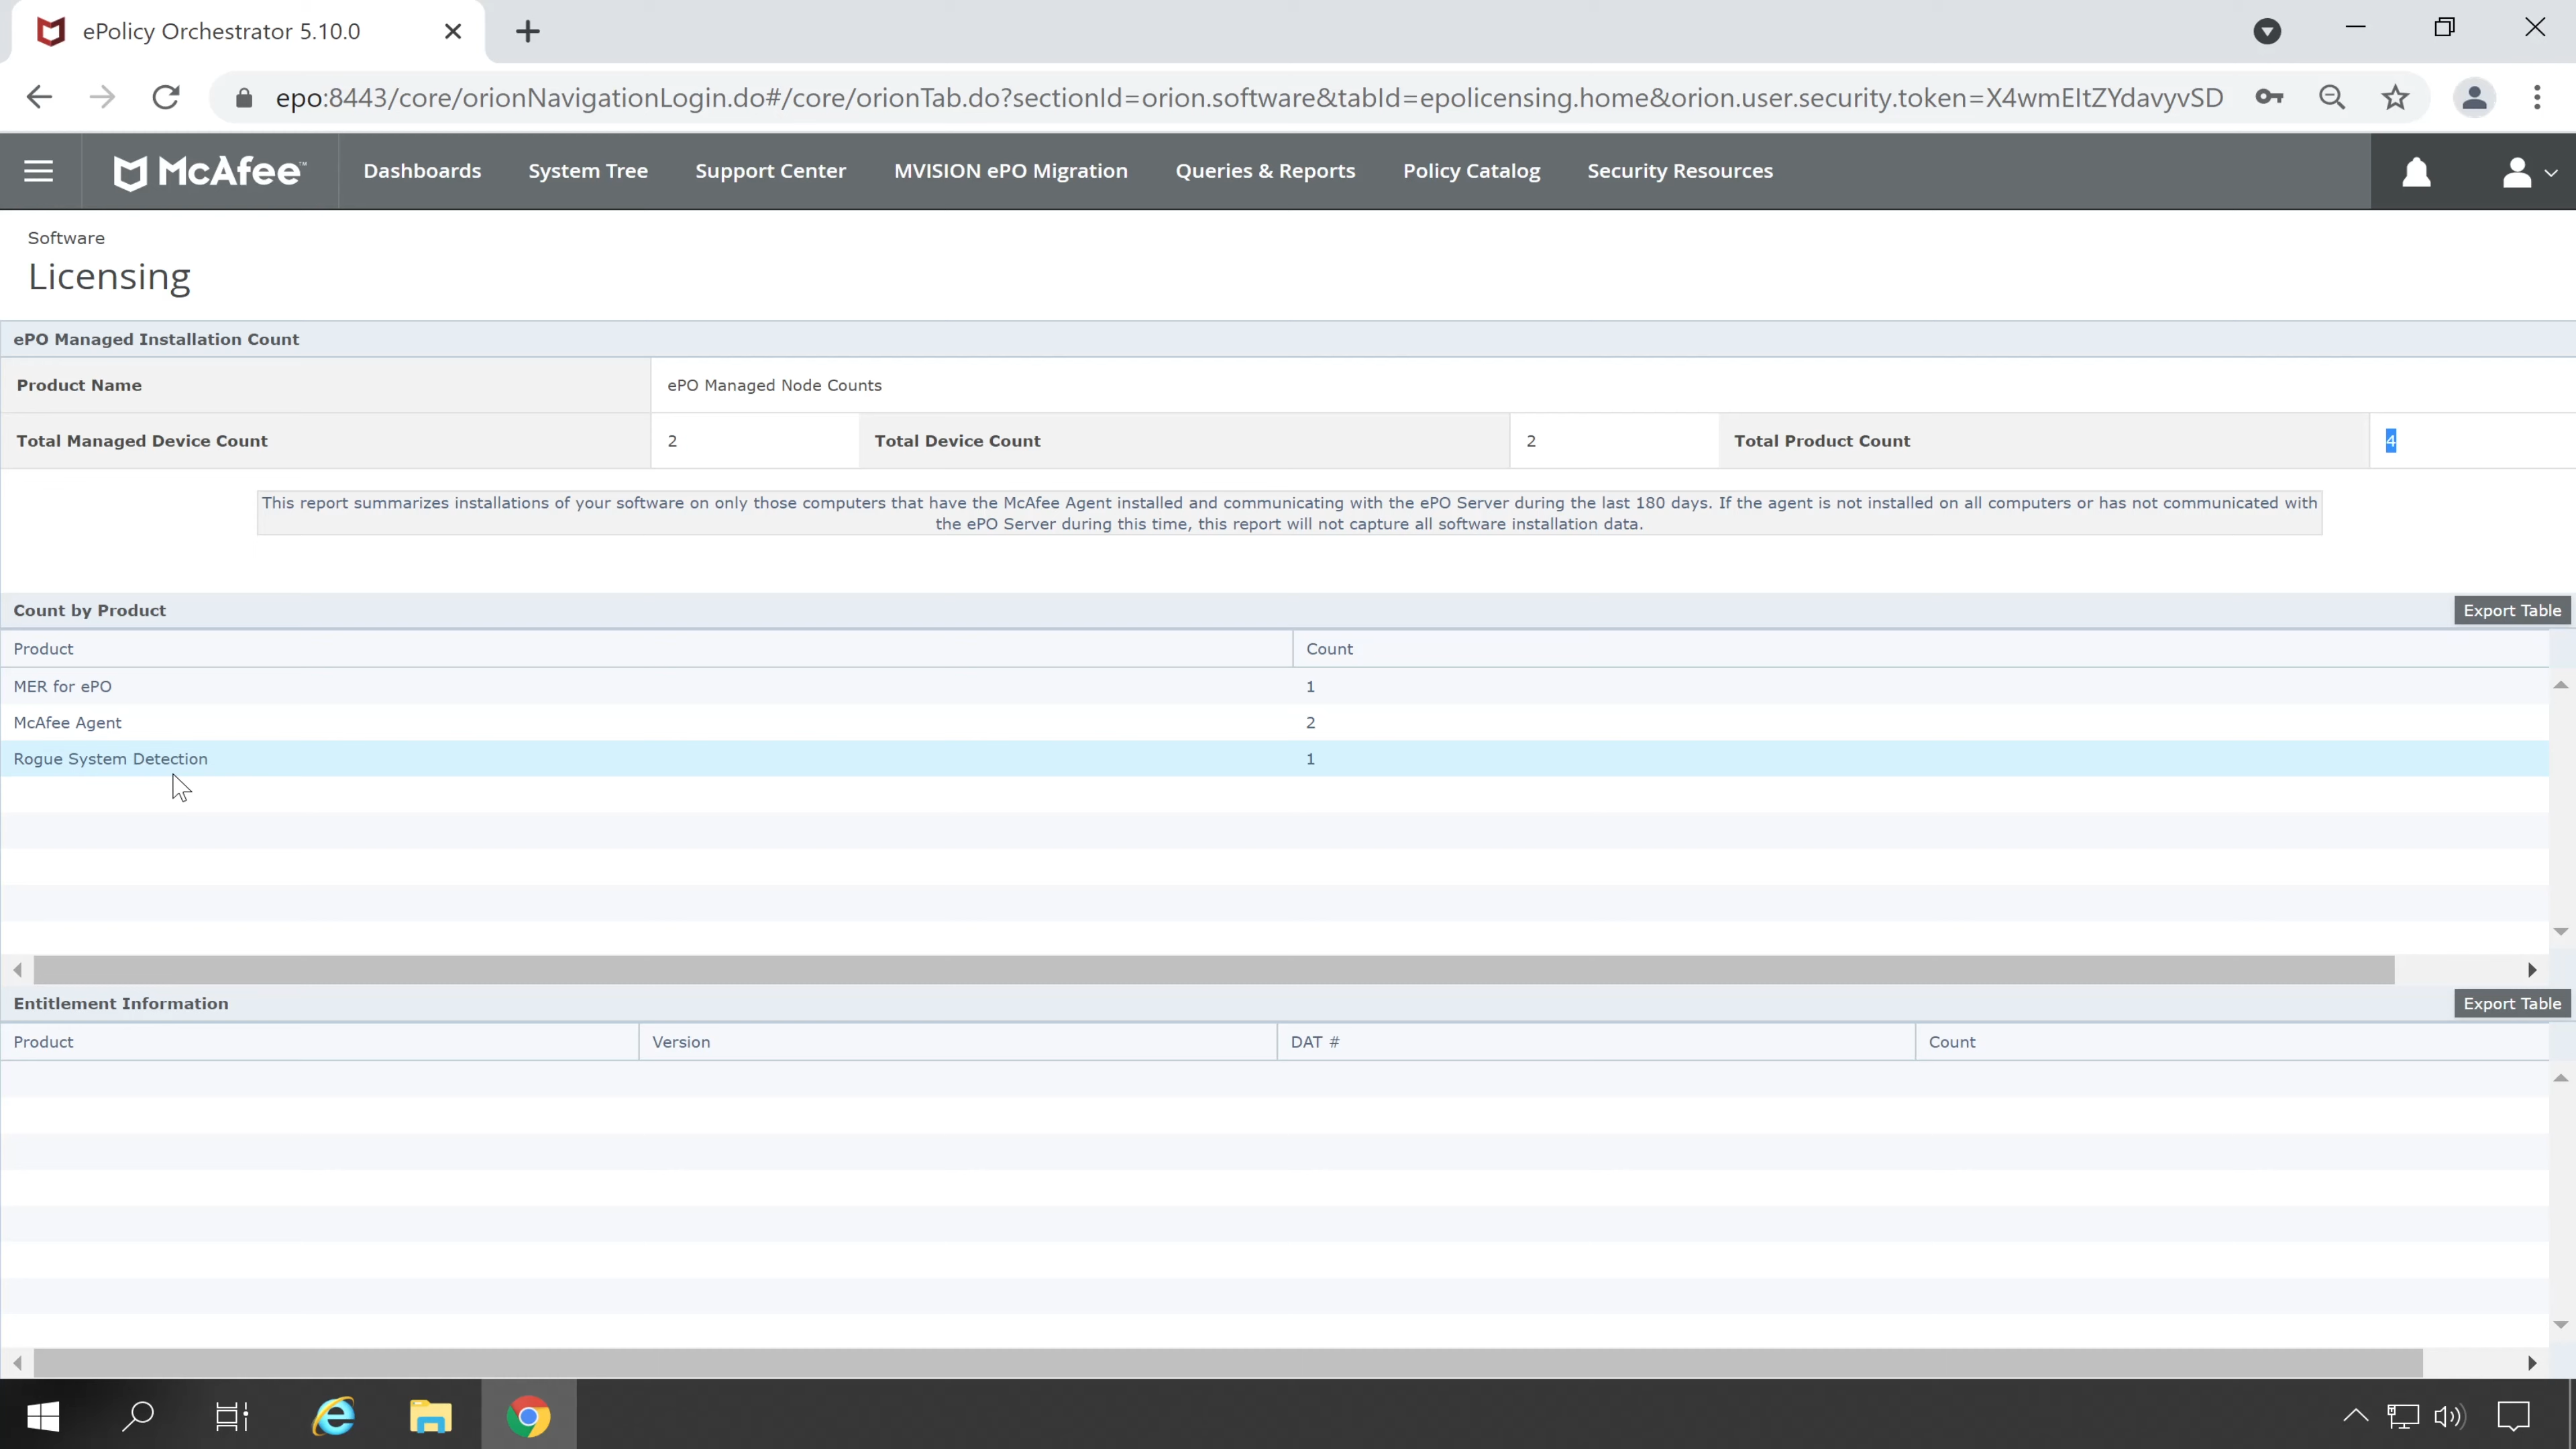 ePolicy Orchestrator 5.10.0
epo:8443/core/orionNavigationLogin.do#/core/orionTab.do?sectionId=orion.software&tabId=epolicensing.home&orion.user.security.token=X4wmEItZYdavyvSD
McAfee™ Dashboards System Tree Support Center MVISION ePO Migration Queries & Reports Policy Catalog Security Resources
Software
Licensing
ePO Managed Installation Count
Product Name ePO Managed Node Counts
Total Managed Device Count 2 Total Device Count 2 Total Product Count 4
This report summarizes installations of your software on only those computers that have the McAfee Agent installed and communicating with the ePO Server during the last 180 days. If the agent is not installed on all computers or has not communicated with
the ePO Server during this time, this report will not capture all software installation data.
Count by Product Export Table
Product Count
MER for ePO 1
McAfee Agent 2
Rogue System Detection 1
Entitlement Information Export Table
Product Version DAT # Count